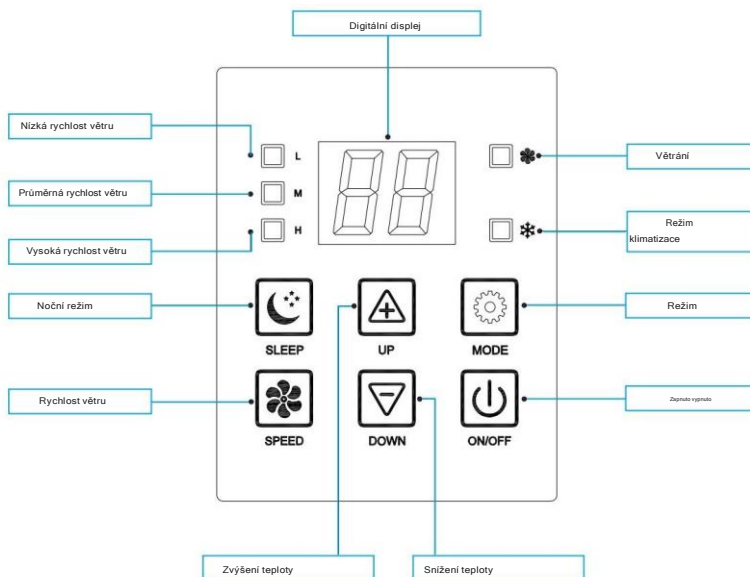 Digitální displej
Nízká rychlost větru
L
Větrání
Průměrná rychlost větru
M
Vysoká rychlost větru
H
Režim
klimatizace
Noční režim
SLEEP
UP
MODE
Režim
Rychlost větru
SPEED
DOWN
ON/OFF
Zapnuto vypnuto
Zvýšení teploty
Snížení teploty